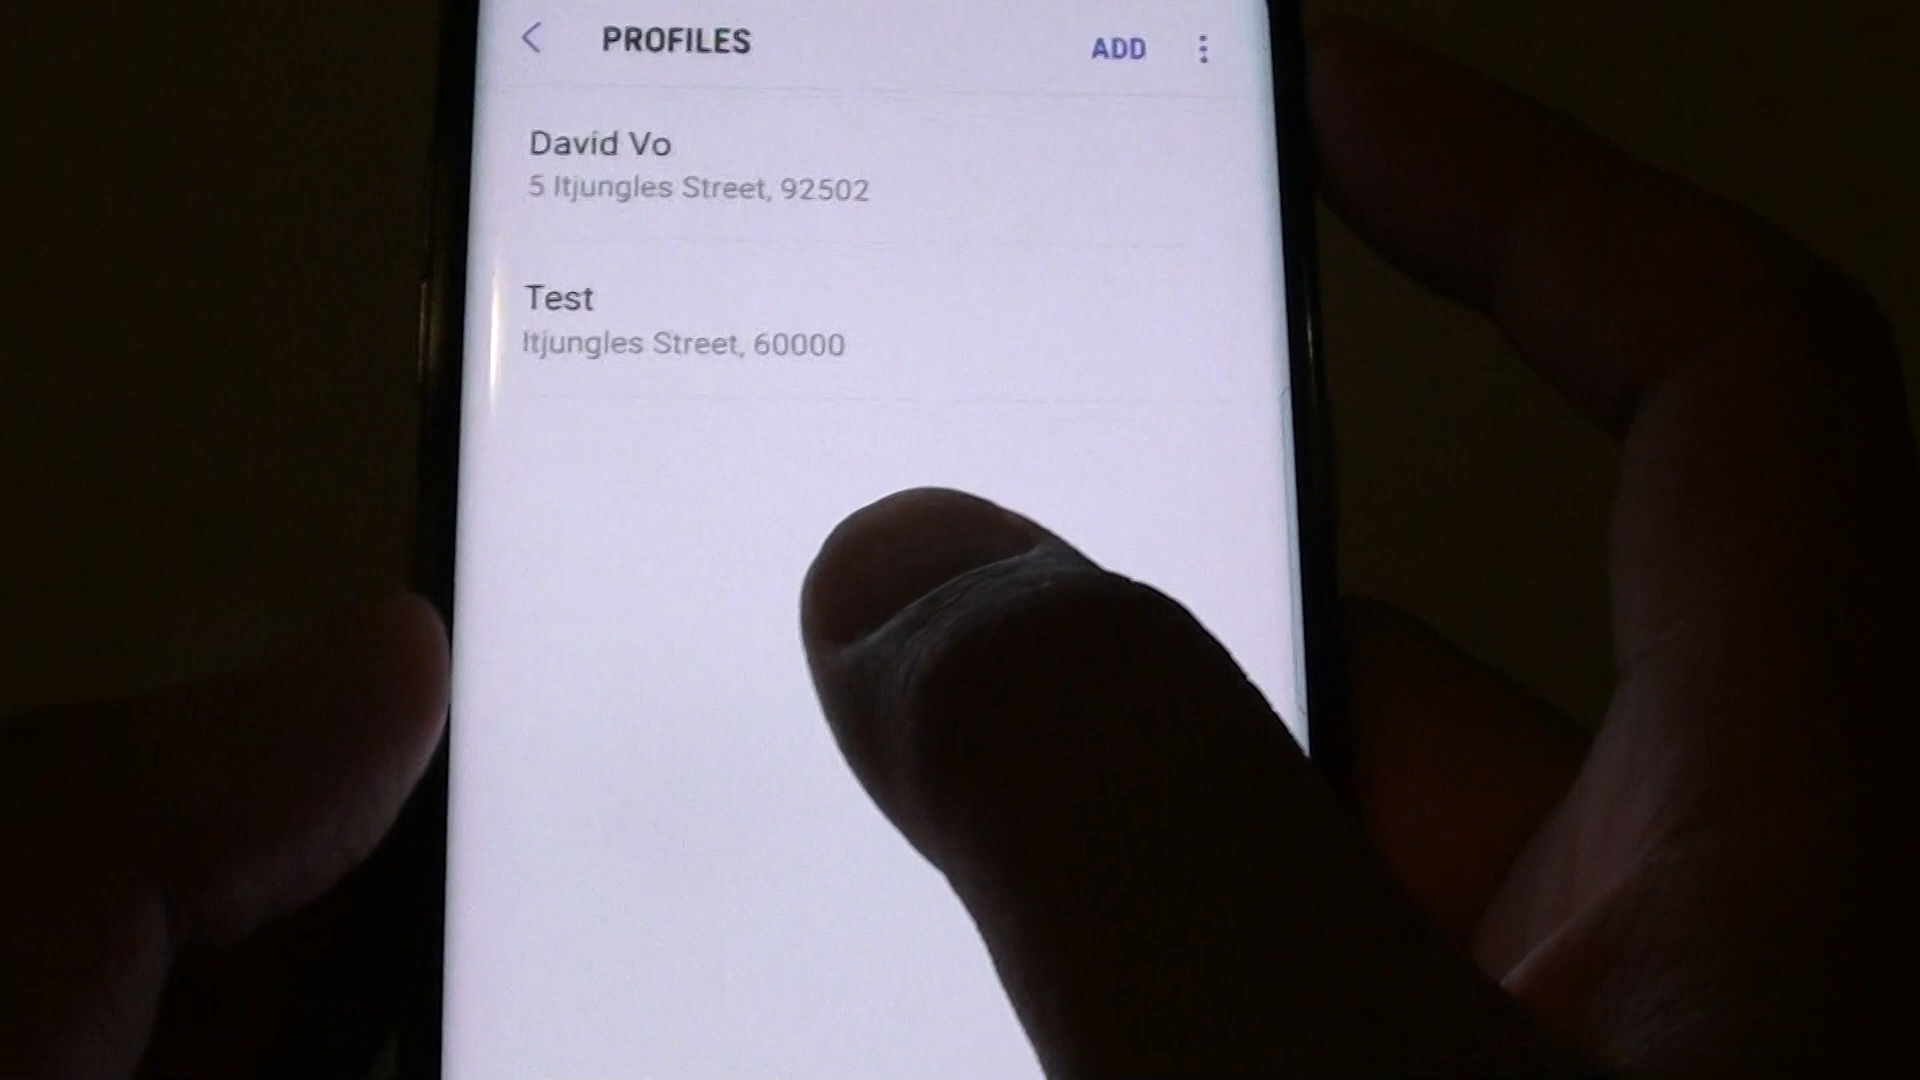 PROFILES ADD
David Vo
5 Itjungles Street, 92502
Test
Itjungles Street, 60000